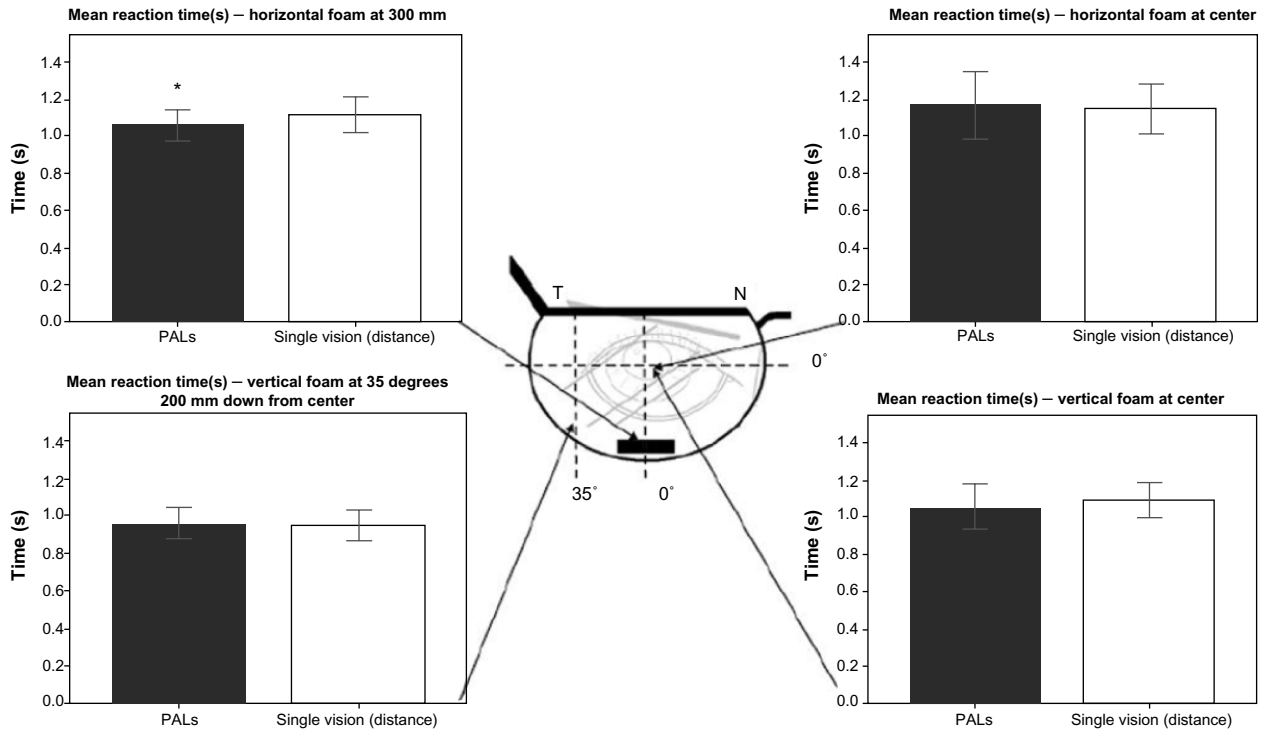 Mean reaction time(s) – horizontal foam at 300 mm
Time (s)
1.4
1.2
1.0
0.8
0.6
0.4
0.2
0.0
*
PALs
Single vision (distance)
Mean reaction time(s) – horizontal foam at center
Time (s)
1.4
1.2
1.0
0.8
0.6
0.4
0.2
0.0
PALs
Single vision (distance)
T
N
0°
35°
0°
Mean reaction time(s) – vertical foam at 35 degrees
200 mm down from center
Time (s)
1.4
1.2
1.0
0.8
0.6
0.4
0.2
0.0
PALs
Single vision (distance)
Mean reaction time(s) – vertical foam at center
Time (s)
1.4
1.2
1.0
0.8
0.6
0.4
0.2
0.0
PALs
Single vision (distance)